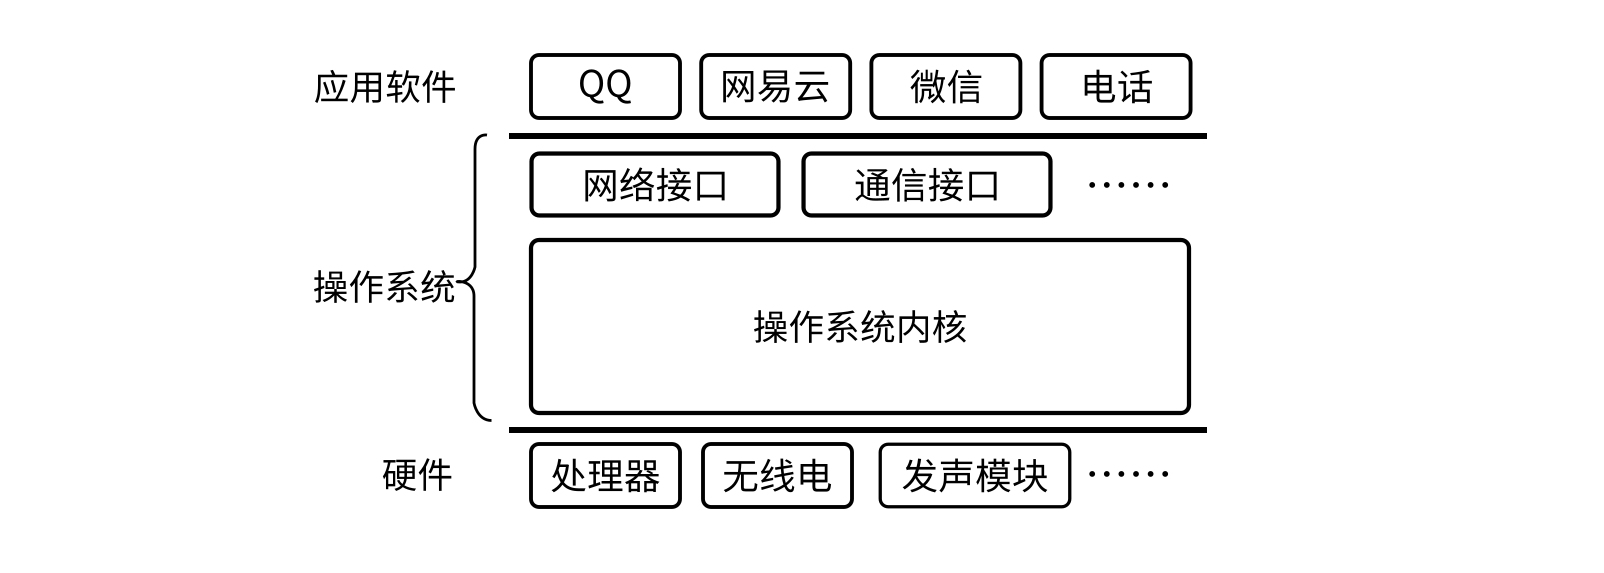 应用软件 QQ 网易云 微信 电话
网络接口 通信接口 ······
操作系统
操作系统内核
硬件 处理器 无线电 发声模块 ······